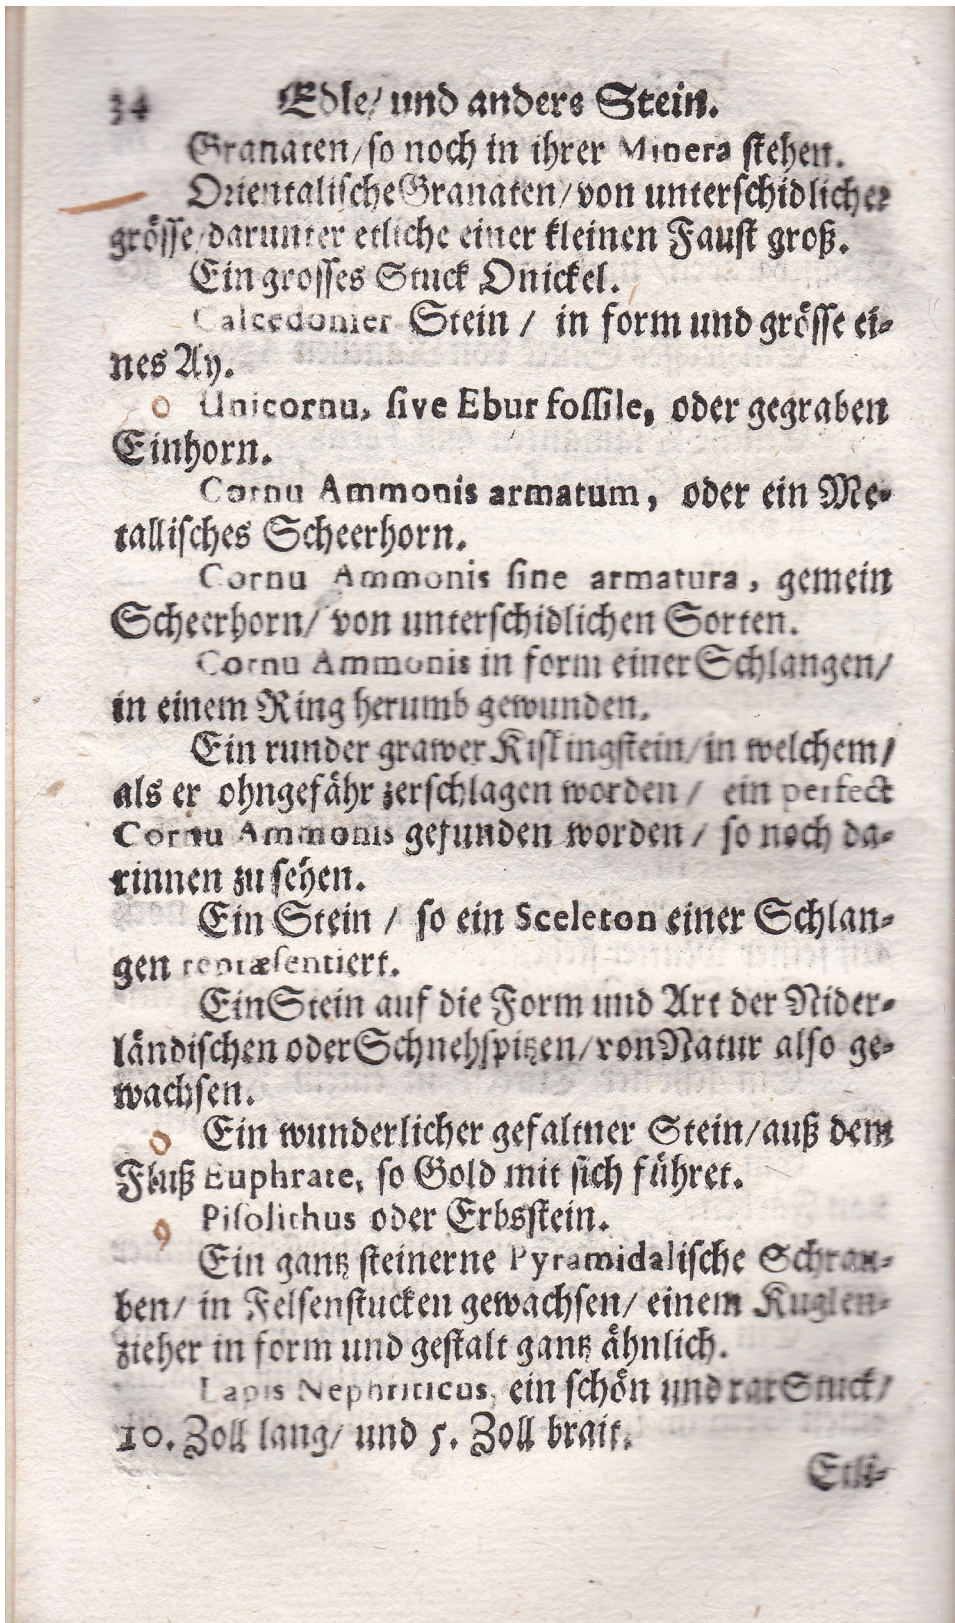 34 Edle/ und andere Stein.
Granaten/ so noch in ihrer Minera stehen.
Orientalische Granaten/ von unterschidlicher
grösse/ darunter etliche einer kleinen Faust groß.
Ein grosses Stuck Onickel.
Calcedonier Stein / in form und grösse ei-
nes Ay.
Unicornu, sive Ebur fossile, oder gegraben
Einhorn.
Cornu Ammonis armatum, oder ein Me-
tallisches Scheerhorn.
Cornu Ammonis sine armatura, gemein
Scheerhorn/ von unterschidlichen Sorten.
Cornu Ammonis in form einer Schlangen/
in einem Ring herumb gewunden.
Ein runder grawer Kislingstein/ in welchem/
als er ohngefähr zerschlagen worden / ein perfect
Cornu Ammonis gefunden worden / so noch da-
rinnen zu sehen.
Ein Stein / so ein Sceleton einer Schlan-
gen repræsentiert.
Ein Stein auf die Form und Art der Nider-
ländischen oder Schnehspitzen/ von Natur also ge-
wachsen.
Ein wunderlicher gefaltner Stein/ auß dem
Fluß Euphrate, so Gold mit sich führet.
Pisolithus oder Erbsstein.
Ein gantz steinerne Pyramidalische Schrau-
ben/ in Felsenstucken gewachsen/ einem Kuglen-
zieher in form und gestalt gantz ähnlich.
Lapis Nephriticus, ein schön und rar Stuck/
10. Zoll lang/ und 5. Zoll brait.
Etli-